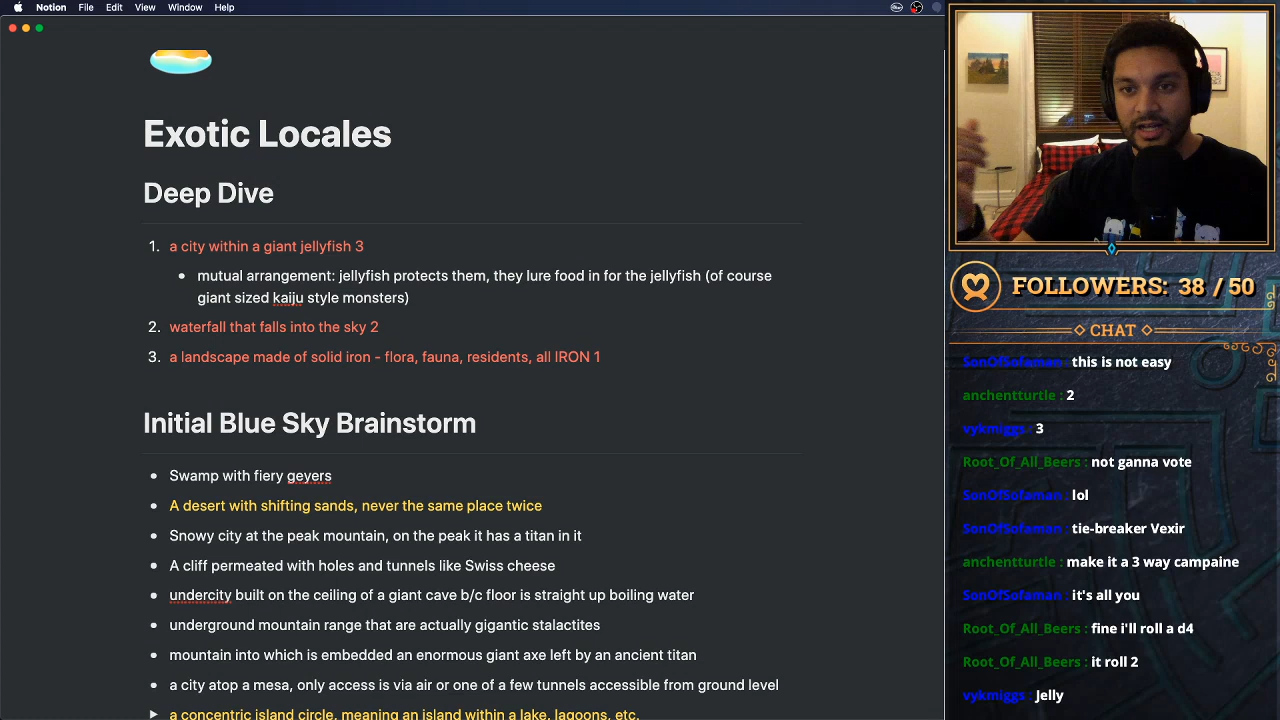 Notion File Edit View Window Help
Exotic Locales
Deep Dive
1. a city within a giant jellyfish 3
• mutual arrangement: jellyfish protects them, they lure food in for the jellyfish (of course
giant sized kaiju style monsters)
2. waterfall that falls into the sky 2
3. a landscape made of solid iron - flora, fauna, residents, all IRON 1
Initial Blue Sky Brainstorm
• Swamp with fiery geyers
• A desert with shifting sands, never the same place twice
• Snowy city at the peak mountain, on the peak it has a titan in it
• A cliff permeated with holes and tunnels like Swiss cheese
• undercity built on the ceiling of a giant cave b/c floor is straight up boiling water
• underground mountain range that are actually gigantic stalactites
• mountain into which is embedded an enormous giant axe left by an ancient titan
• a city atop a mesa, only access is via air or one of a few tunnels accessible from ground level
a concentric island circle, meaning an island within a lake, lagoons, etc.
FOLLOWERS: 38 / 50
CHAT
SonOfSofaman : this is not easy
anchentturtle : 2
vykmiggs : 3
Root_Of_All_Beers : not ganna vote
SonOfSofaman : lol
SonOfSofaman : tie-breaker Vexir
anchentturtle : make it a 3 way campaine
SonOfSofaman : it's all you
Root_Of_All_Beers : fine i'll roll a d4
Root_Of_All_Beers : it roll 2
vykmiggs : Jelly